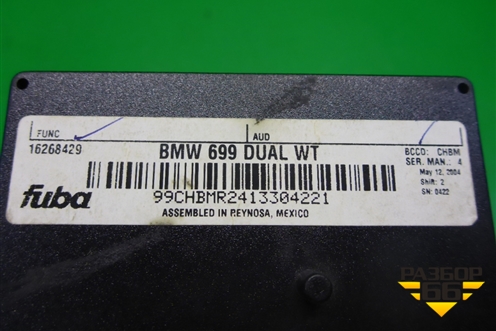 FUNC
AUD
16268429
BMW 699 DUAL WT
BCCD: CHBM
SER. MAN.: 4
May 12, 2004
Shift: 2
SN: 0422
fuba
99CHBMR2413304221
ASSEMBLED IN REYNOSA, MEXICO
РАЗБОР
66